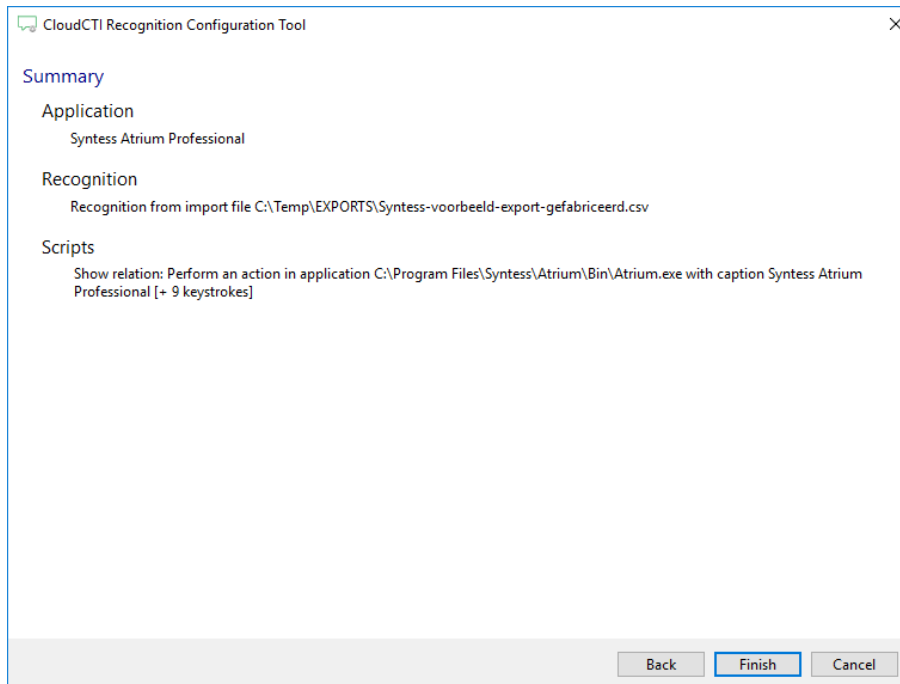 CloudCTI Recognition Configuration Tool
Summary
Application
Syntess Atrium Professional
Recognition
Recognition from import file C:\Temp\EXPORTS\Syntess-voorbeeld-export-gefabriceerd.csv
Scripts
Show relation: Perform an action in application C:\Program Files\Syntess\Atrium\Bin\Atrium.exe with caption Syntess Atrium
Professional [+ 9 keystrokes]
Back Finish Cancel